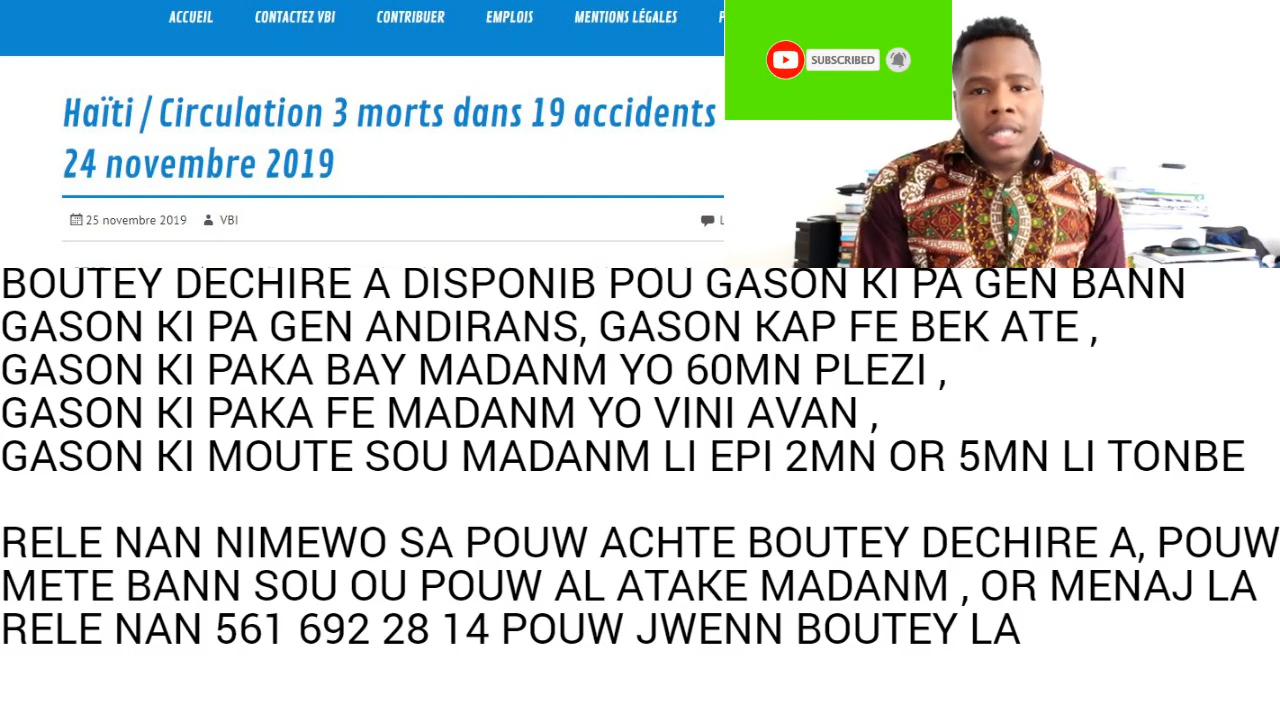 ACCUEIL CONTACTEZ VBI CONTRIBUER EMPLOIS MENTIONS LÉGALES
SUBSCRIBED
Haïti / Circulation 3 morts dans 19 accidents
24 novembre 2019
25 novembre 2019 VBI
BOUTEY DECHIRE A DISPONIB POU GASON KI PA GEN BANN
GASON KI PA GEN ANDIRANS, GASON KAP FE BEK ATE ,
GASON KI PAKA BAY MADANM YO 60MN PLEZI ,
GASON KI PAKA FE MADANM YO VINI AVAN ,
GASON KI MOUTE SOU MADANM LI EPI 2MN OR 5MN LI TONBE
RELE NAN NIMEWO SA POUW ACHTE BOUTEY DECHIRE A, POUW
METE BANN SOU OU POUW AL ATAKE MADANM , OR MENAJ LA
RELE NAN 561 692 28 14 POUW JWENN BOUTEY LA